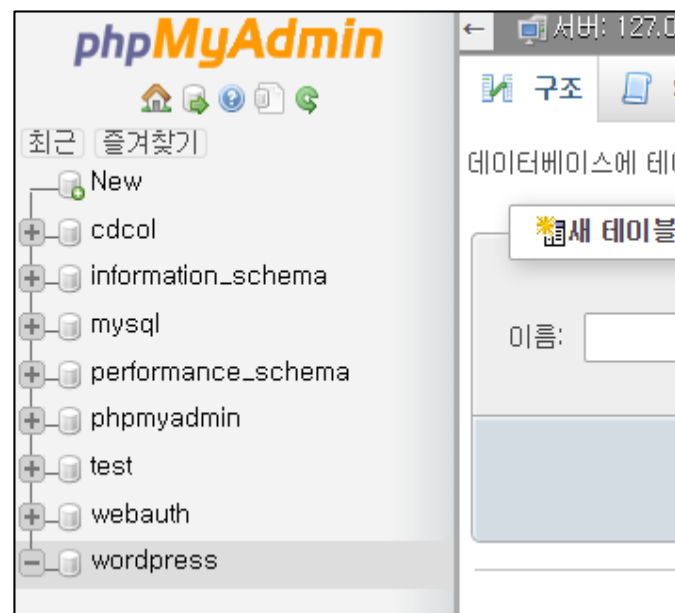 phpMyAdmin
최근 즐겨찾기
New
cdcol
information_schema
mysql
performance_schema
phpmyadmin
test
webauth
wordpress
서버: 127.0
구조
데이터베이스에 테이
새 테이블
이름: